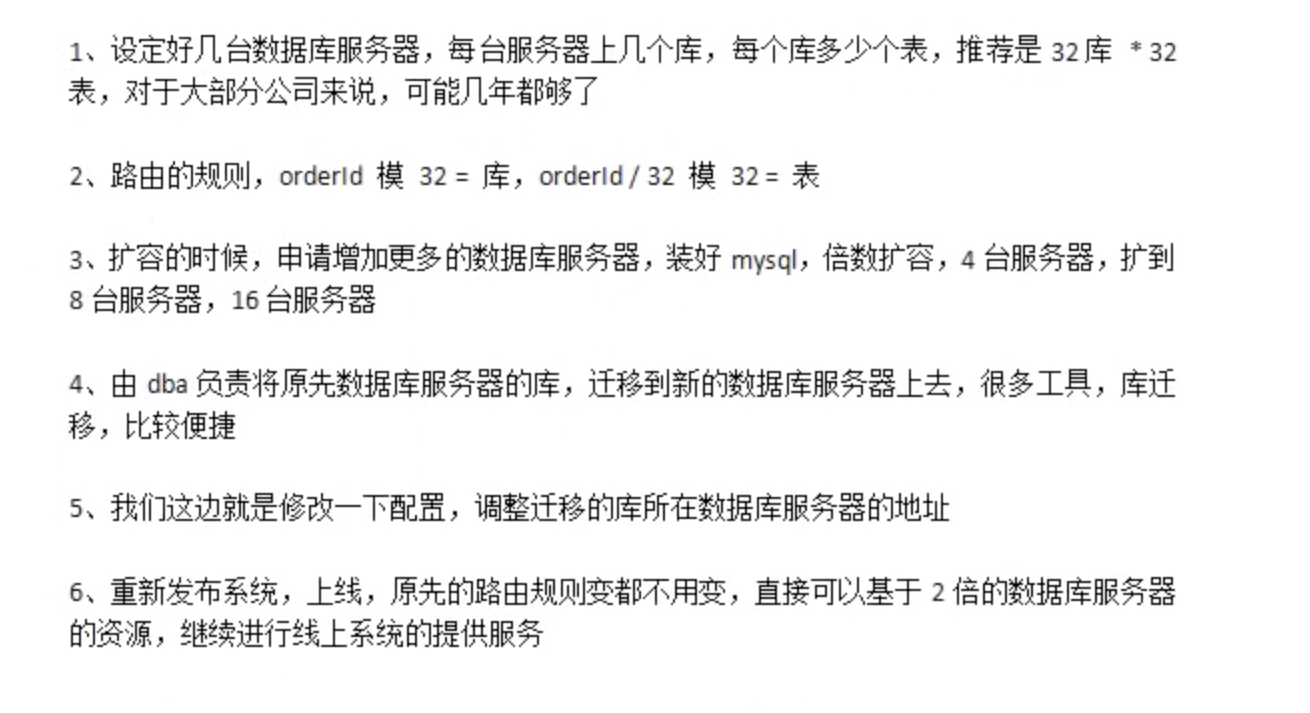 1、设定好几台数据库服务器，每台服务器上几个库，每个库多少个表，推荐是 32库 * 32
表，对于大部分公司来说，可能几年都够了
2、路由的规则，orderId 模 32 = 库，orderId / 32 模 32 = 表
3、扩容的时候，申请增加更多的数据库服务器，装好 mysql，倍数扩容，4 台服务器，扩到
8 台服务器，16 台服务器
4、由 dba 负责将原先数据库服务器的库，迁移到新的数据库服务器上去，很多工具，库迁
移，比较便捷
5、我们这边就是修改一下配置，调整迁移的库所在数据库服务器的地址
6、重新发布系统，上线，原先的路由规则变都不用变，直接可以基于 2 倍的数据库服务器
的资源，继续进行线上系统的提供服务